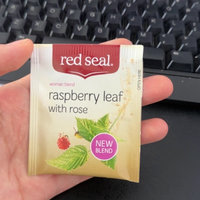 red seal.
raspberry leaf
with rose
NEW
BLEND